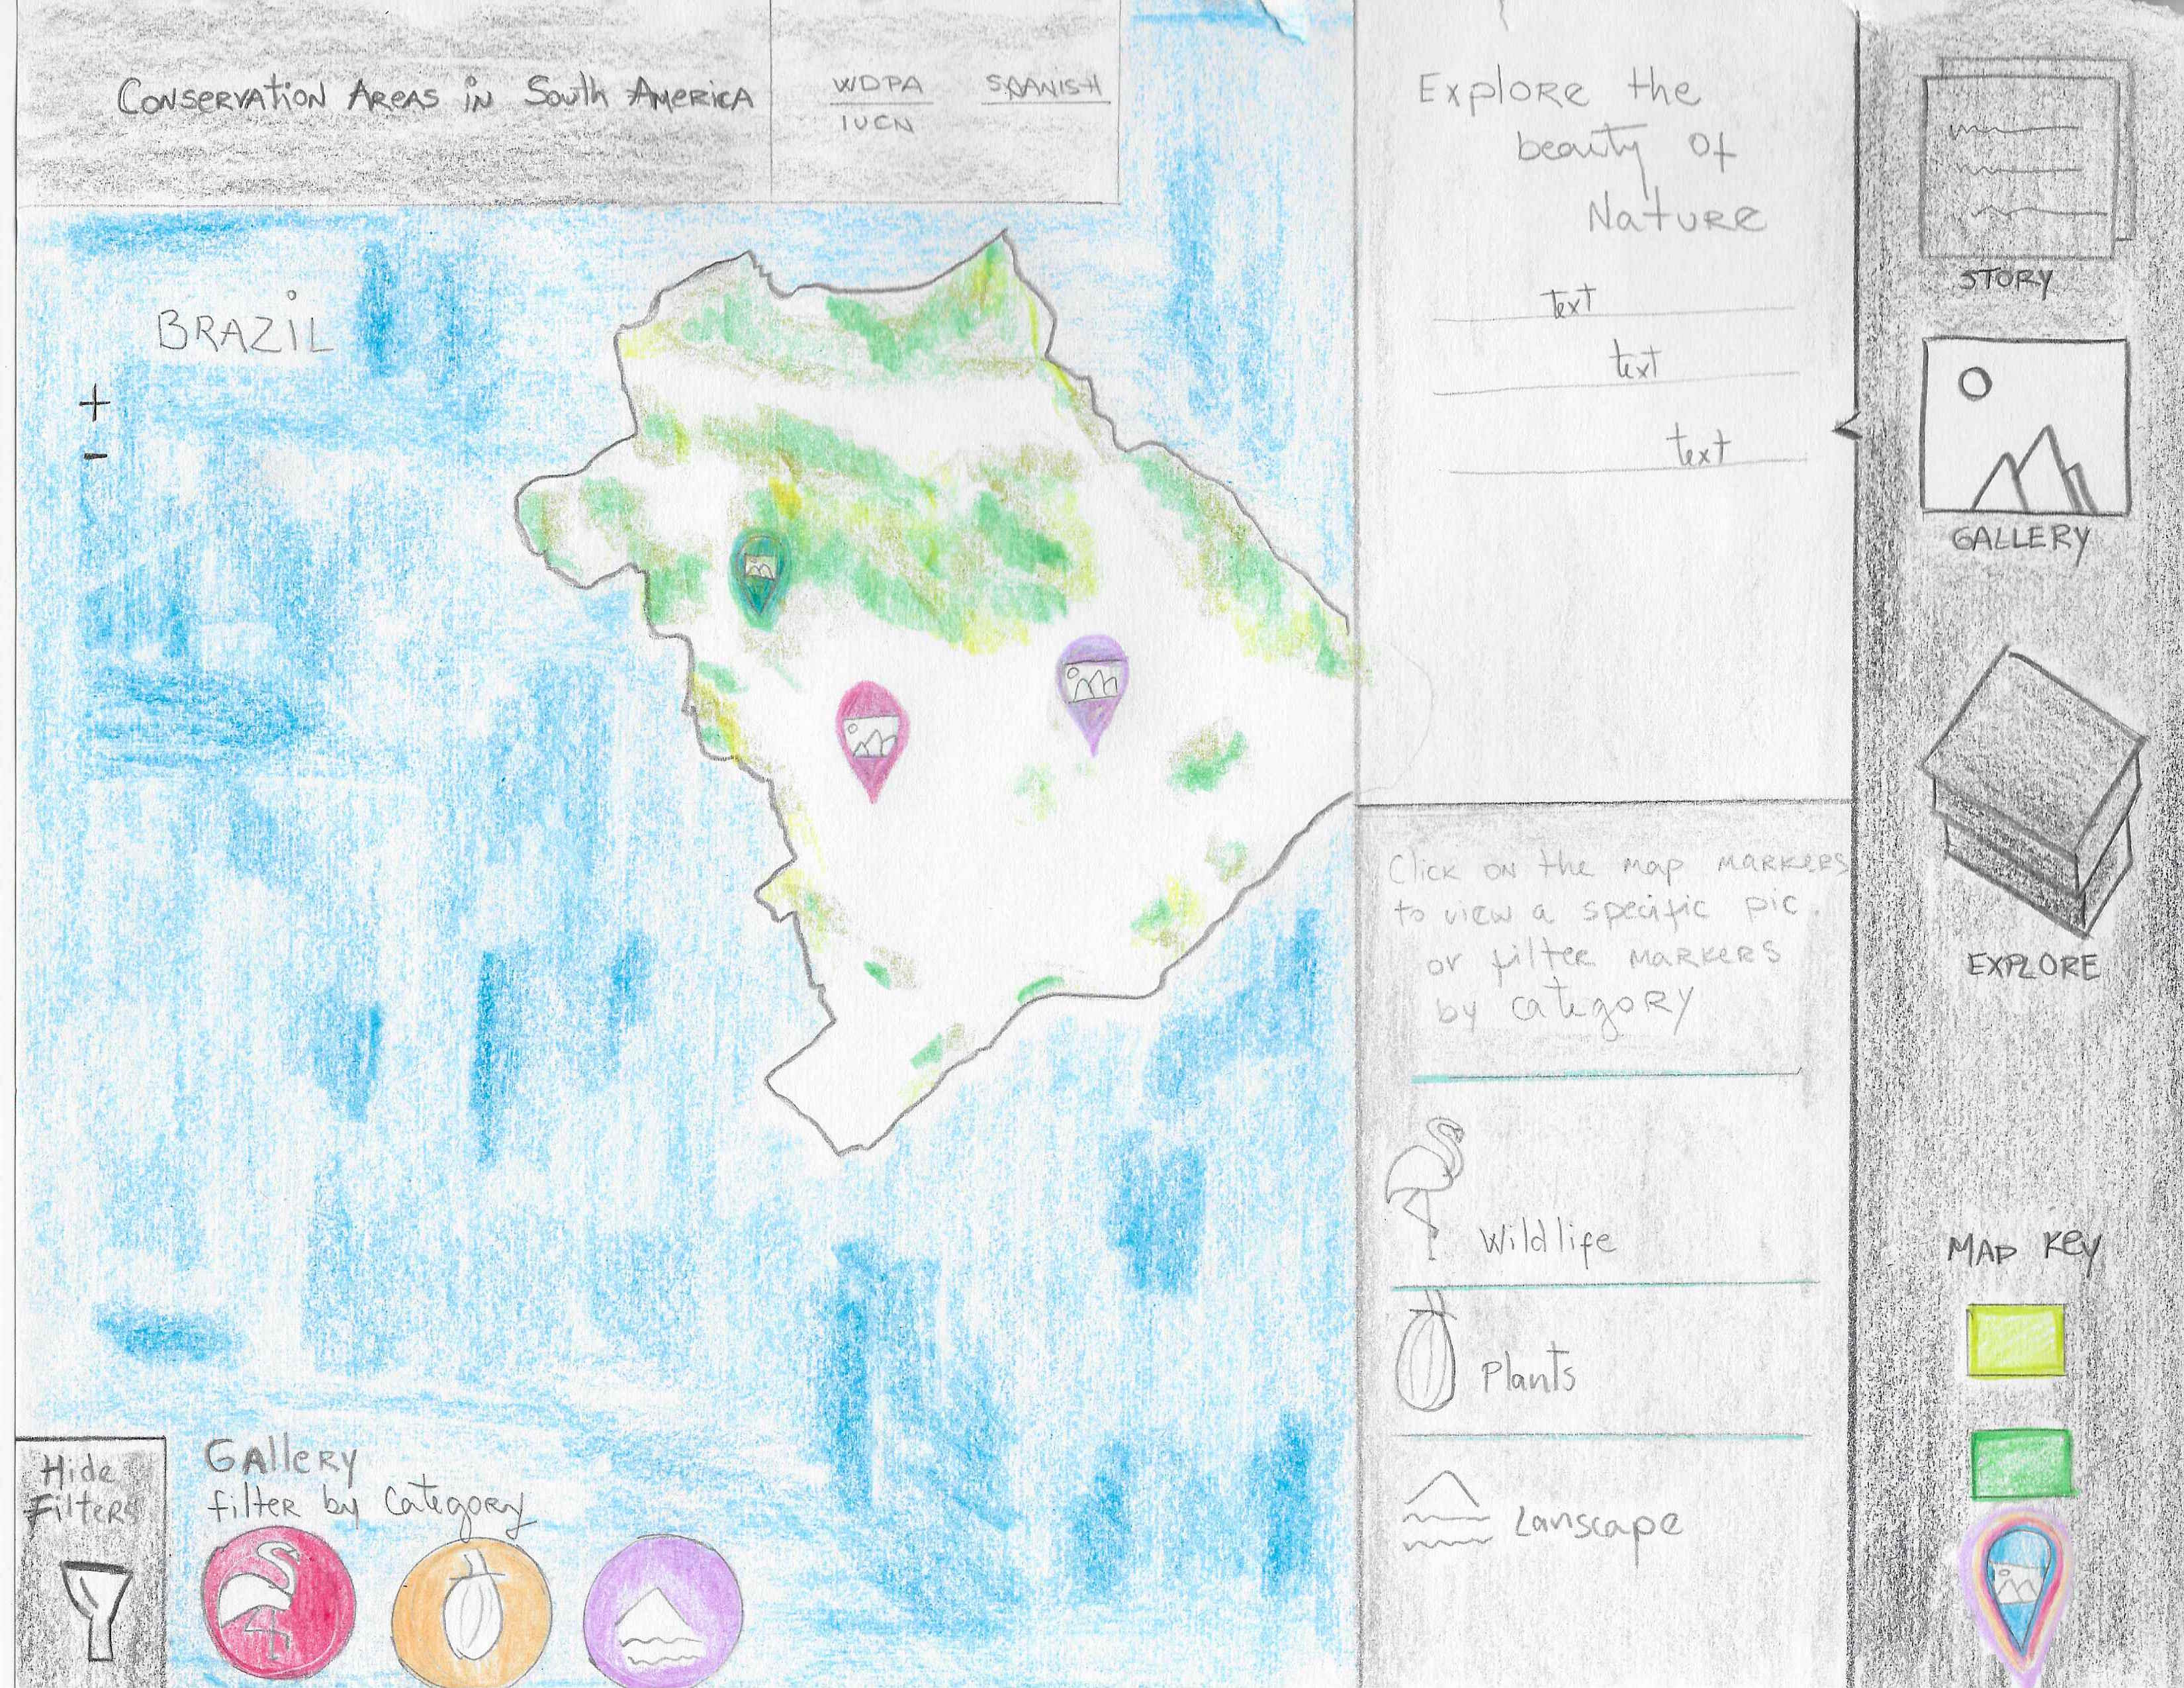 Conservation Areas in South America
WDPA
IUCN
SPANISH
BRAZIL
+
-
Explore the
beauty of
Nature
text
text
text
Click on the map markers
to view a specific pic.
or filter markers
by category
Wildlife
Plants
Lanscape
STORY
GALLERY
EXPLORE
MAP KEY
Hide
Filters
Gallery
filter by Category